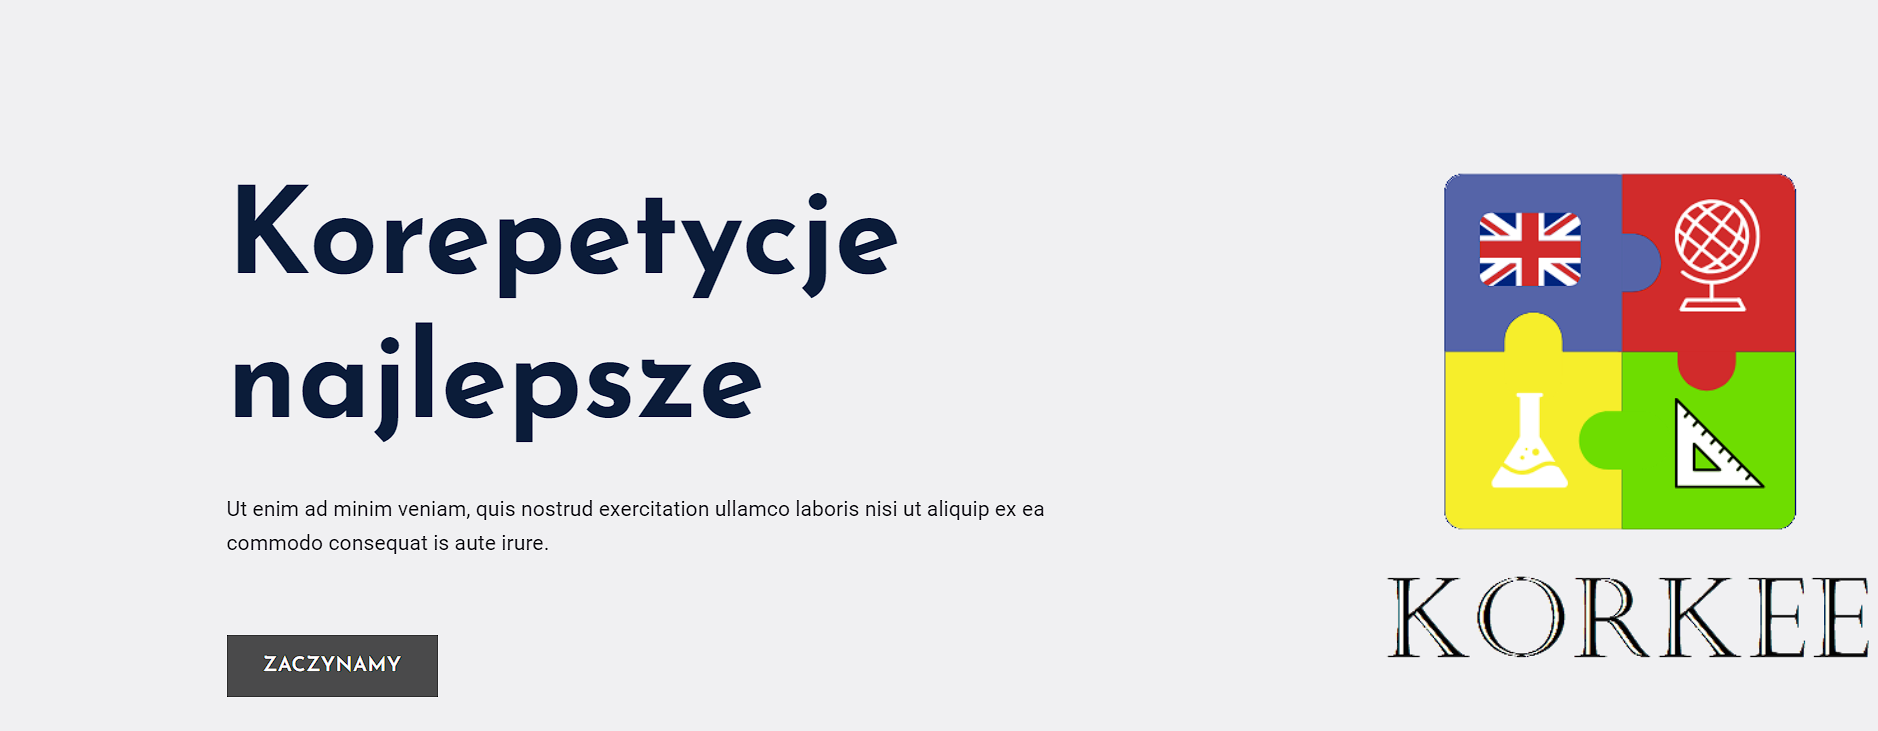 Korepetycje
najlepsze
Ut enim ad minim veniam, quis nostrud exercitation ullamco laboris nisi ut aliquip ex ea
commodo consequat is aute irure.
ZACZYNAMY
KORKEE